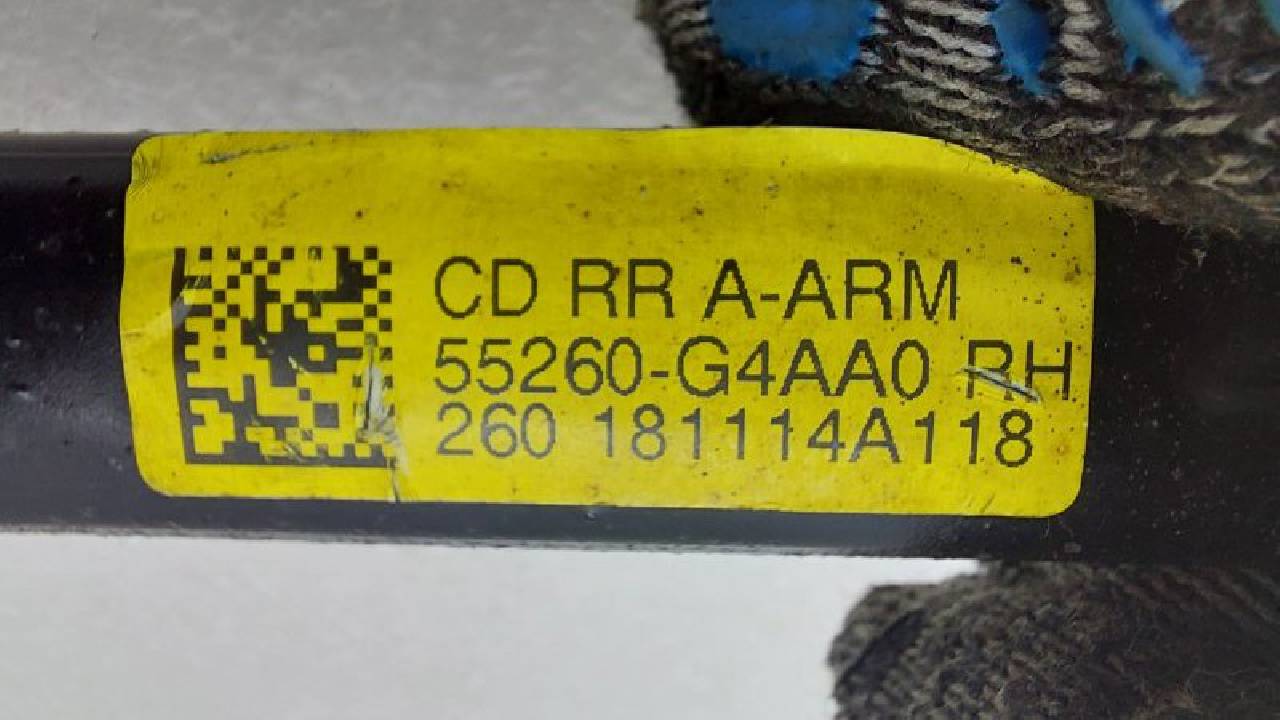 CD RR A-ARM
55260-G4AA0 RH
260 181114A118